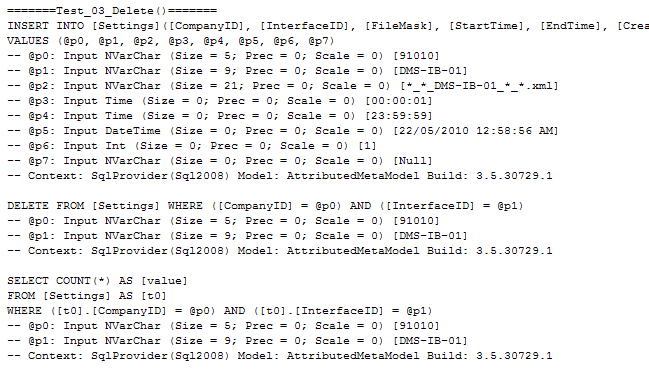 =======Test_03_Delete()=======
INSERT INTO [Settings]([CompanyID], [InterfaceID], [FileMask], [StartTime], [EndTime], [Crea
VALUES (@p0, @p1, @p2, @p3, @p4, @p5, @p6, @p7)
-- @p0: Input NVarChar (Size = 5; Prec = 0; Scale = 0) [91010]
-- @p1: Input NVarChar (Size = 9; Prec = 0; Scale = 0) [DMS-IB-01]
-- @p2: Input NVarChar (Size = 21; Prec = 0; Scale = 0) [*_*_DMS-IB-01_*_*.xml]
-- @p3: Input Time (Size = 0; Prec = 0; Scale = 0) [00:00:01]
-- @p4: Input Time (Size = 0; Prec = 0; Scale = 0) [23:59:59]
-- @p5: Input DateTime (Size = 0; Prec = 0; Scale = 0) [22/05/2010 12:58:56 AM]
-- @p6: Input Int (Size = 0; Prec = 0; Scale = 0) [1]
-- @p7: Input NVarChar (Size = 0; Prec = 0; Scale = 0) [Null]
-- Context: SqlProvider(Sql2008) Model: AttributedMetaModel Build: 3.5.30729.1

DELETE FROM [Settings] WHERE ([CompanyID] = @p0) AND ([InterfaceID] = @p1)
-- @p0: Input NVarChar (Size = 5; Prec = 0; Scale = 0) [91010]
-- @p1: Input NVarChar (Size = 9; Prec = 0; Scale = 0) [DMS-IB-01]
-- Context: SqlProvider(Sql2008) Model: AttributedMetaModel Build: 3.5.30729.1

SELECT COUNT(*) AS [value]
FROM [Settings] AS [t0]
WHERE ([t0].[CompanyID] = @p0) AND ([t0].[InterfaceID] = @p1)
-- @p0: Input NVarChar (Size = 5; Prec = 0; Scale = 0) [91010]
-- @p1: Input NVarChar (Size = 9; Prec = 0; Scale = 0) [DMS-IB-01]
-- Context: SqlProvider(Sql2008) Model: AttributedMetaModel Build: 3.5.30729.1